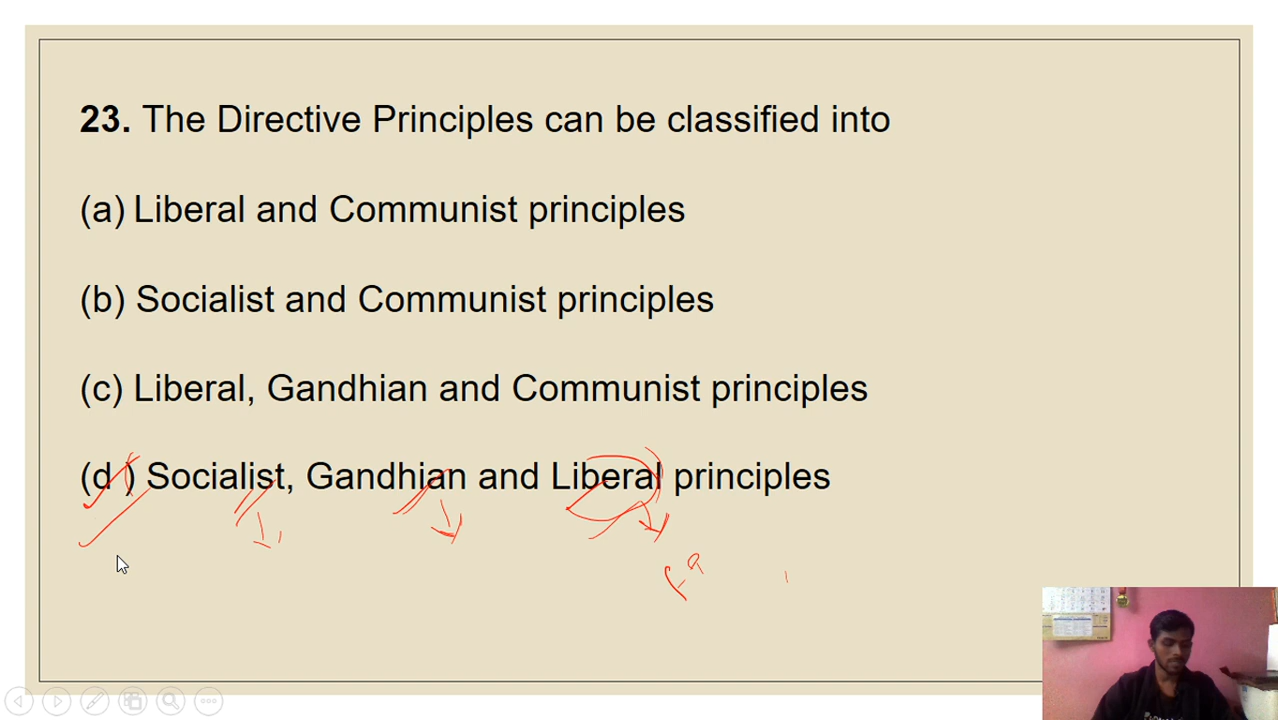 23. The Directive Principles can be classified into
(a) Liberal and Communist principles
(b) Socialist and Communist principles
(c) Liberal, Gandhian and Communist principles
(d ) Socialist, Gandhian and Liberal principles